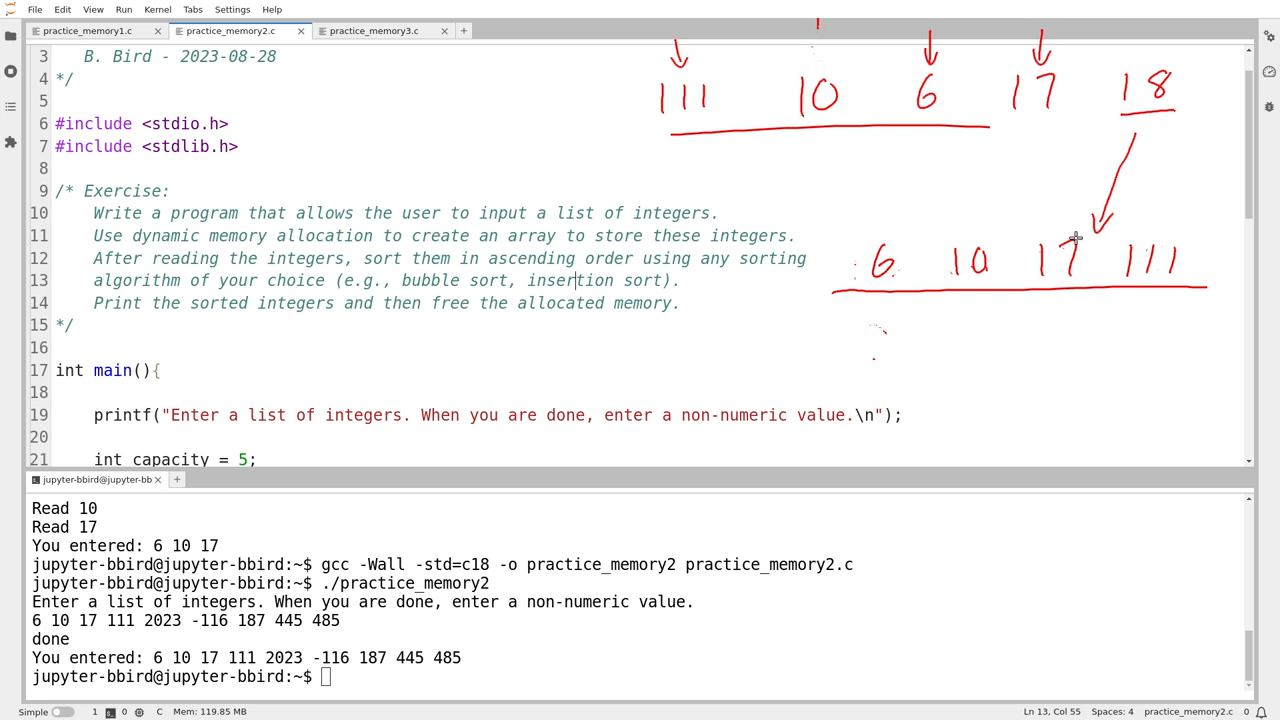 File Edit View Run Kernel Tabs Settings Help
practice_memory1.c practice_memory2.c practice_memory3.c
3 B. Bird - 2023-08-28
4 */
5
6 #include <stdio.h>
7 #include <stdlib.h>
8
9 /* Exercise:
10 Write a program that allows the user to input a list of integers.
11 Use dynamic memory allocation to create an array to store these integers.
12 After reading the integers, sort them in ascending order using any sorting
13 algorithm of your choice (e.g., bubble sort, insertion sort).
14 Print the sorted integers and then free the allocated memory.
15 */
16
17 int main(){
18
19 printf("Enter a list of integers. When you are done, enter a non-numeric value.\n");
20
21 int capacity = 5;
111 10 6 17 18
6 10 17 111
jupyter-bbird@jupyter-bb
Read 10
Read 17
You entered: 6 10 17
jupyter-bbird@jupyter-bbird:~$ gcc -Wall -std=c18 -o practice_memory2 practice_memory2.c
jupyter-bbird@jupyter-bbird:~$ ./practice_memory2
Enter a list of integers. When you are done, enter a non-numeric value.
6 10 17 111 2023 -116 187 445 485
done
You entered: 6 10 17 111 2023 -116 187 445 485
jupyter-bbird@jupyter-bbird:~$
Simple 1 0 C Mem: 119.85 MB Ln 13, Col 55 Spaces: 4 practice_memory2.c 0